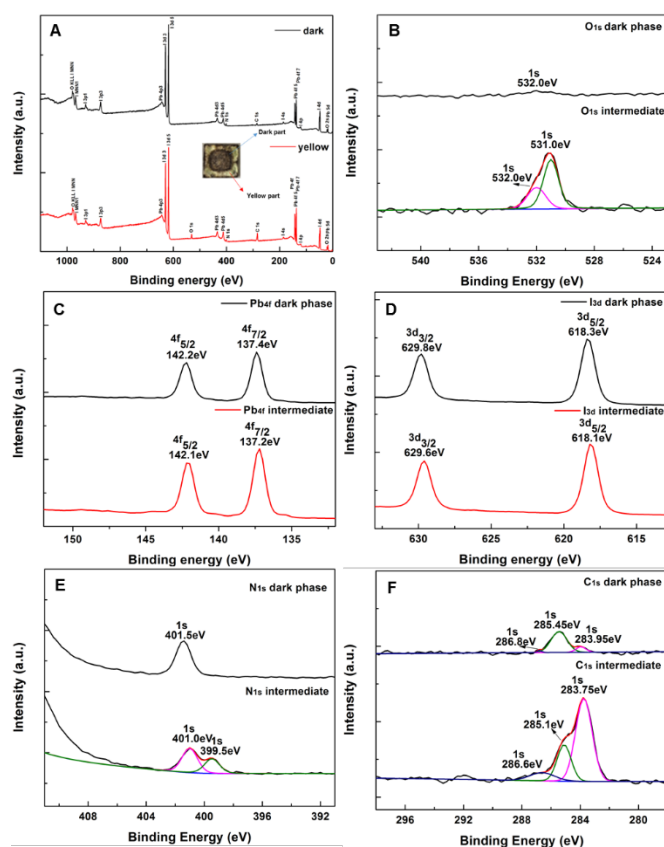 A
dark
Dark part
yellow
Yellow part
O 1s
C 1s
N 1s
I 4s
I 4d
Intensity (a.u.)
1000 800 600 400 200 0
Binding energy (eV)
B
O1s dark phase
1s
532.0eV
O1s intermediate
1s
531.0eV
1s
532.0eV
Intensity (a.u.)
540 536 532 528 524
Binding energy (eV)
C
Pb4f dark phase
4f5/2
142.2eV
4f7/2
137.4eV
Pb4f intermediate
4f5/2
142.1eV
4f7/2
137.2eV
Intensity (a.u.)
150 145 140 135
Binding energy (eV)
D
I3d dark phase
3d3/2
629.8eV
3d5/2
618.3eV
I3d intermediate
3d3/2
629.6eV
3d5/2
618.1eV
Intensity (a.u.)
630 625 620 615
Binding energy (eV)
E
N1s dark phase
1s
401.5eV
N1s intermediate
1s
401.0eV
1s
399.5eV
Intensity (a.u.)
408 404 400 396 392
Binding Energy (eV)
F
C1s dark phase
1s
285.45eV
1s
286.8eV
1s
283.95eV
C1s intermediate
1s
283.75eV
1s
285.1eV
1s
286.6eV
Intensity (a.u.)
296 292 288 284 280
Binding Energy (eV)